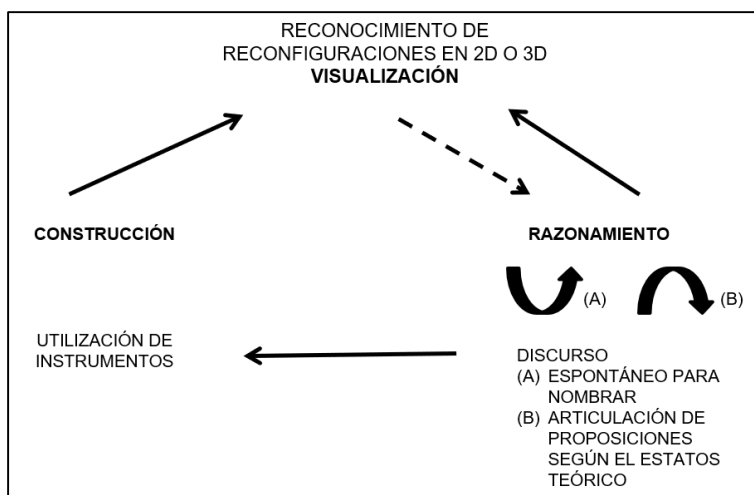 RECONOCIMIENTO DE
RECONFIGURACIONES EN 2D O 3D
VISUALIZACIÓN
CONSTRUCCIÓN
RAZONAMIENTO
(A)
(B)
UTILIZACIÓN DE
INSTRUMENTOS
DISCURSO
(A) ESPONTÁNEO PARA
NOMBRAR
(B) ARTICULACIÓN DE
PROPOSICIONES
SEGÚN EL ESTATOS
TEÓRICO